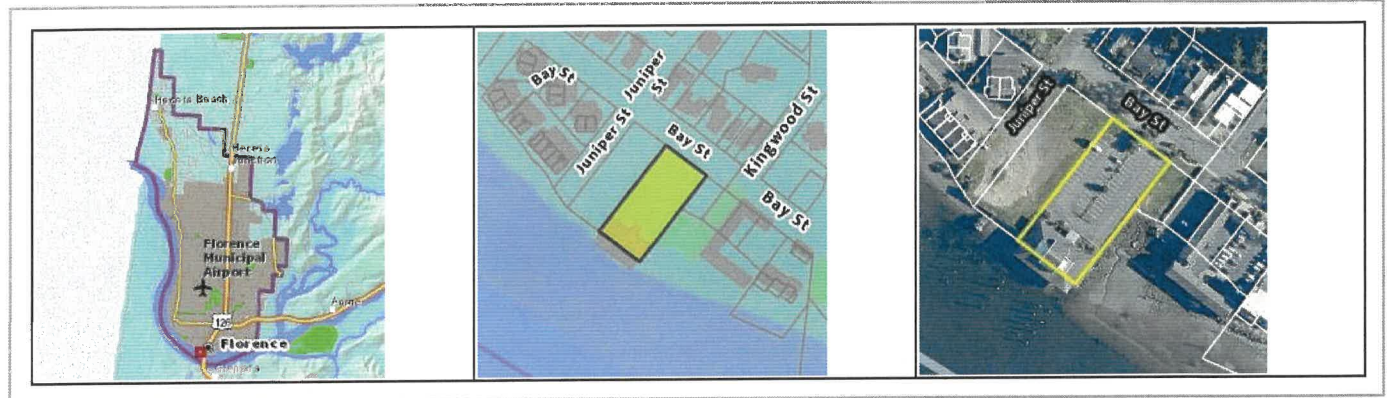 Heceta Beach
Heceta
Junction
Florence
Municipal
Airport
126
Florence
Bay St
Juniper
St
Juniper St
Bay St
Kingwood St
Bay St
Juniper St
Bay St